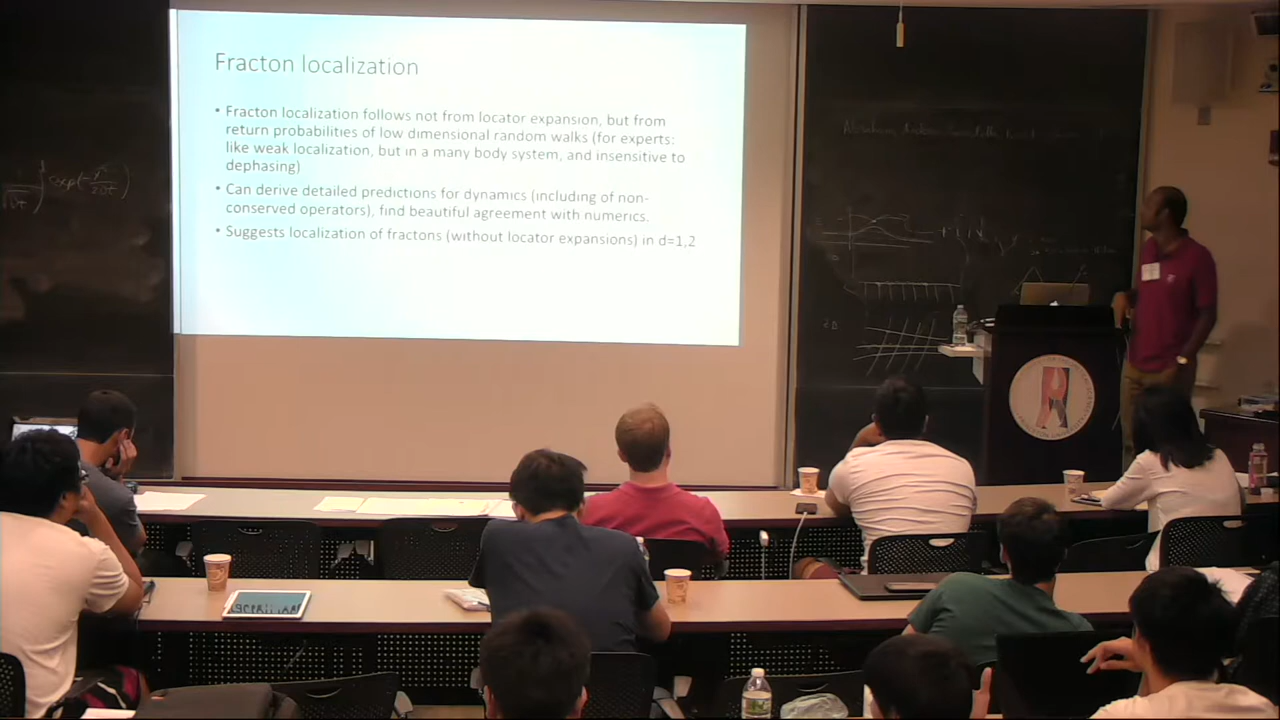 Fracton localization
• Fracton localization follows not from locator expansion, but from
return probabilities of low dimensional random walks (for experts:
like weak localization, but in a many body system, and insensitive to
dephasing)
• Can derive detailed predictions for dynamics (including of non-
conserved operators), find beautiful agreement with numerics.
• Suggests localization of fractons (without locator expansions) in d=1,2